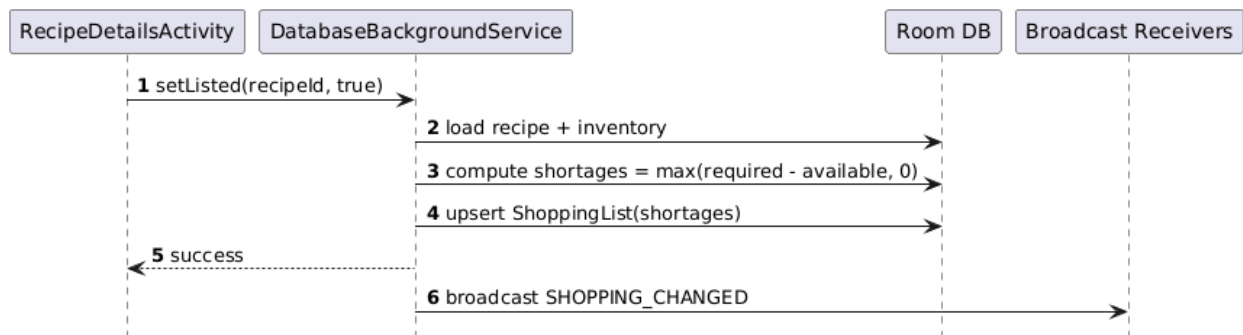 RecipeDetailsActivity
DatabaseBackgroundService
Room DB
Broadcast Receivers
1 setListed(recipeId, true)
2 load recipe + inventory
3 compute shortages = max(required - available, 0)
4 upsert ShoppingList(shortages)
5 success
6 broadcast SHOPPING_CHANGED